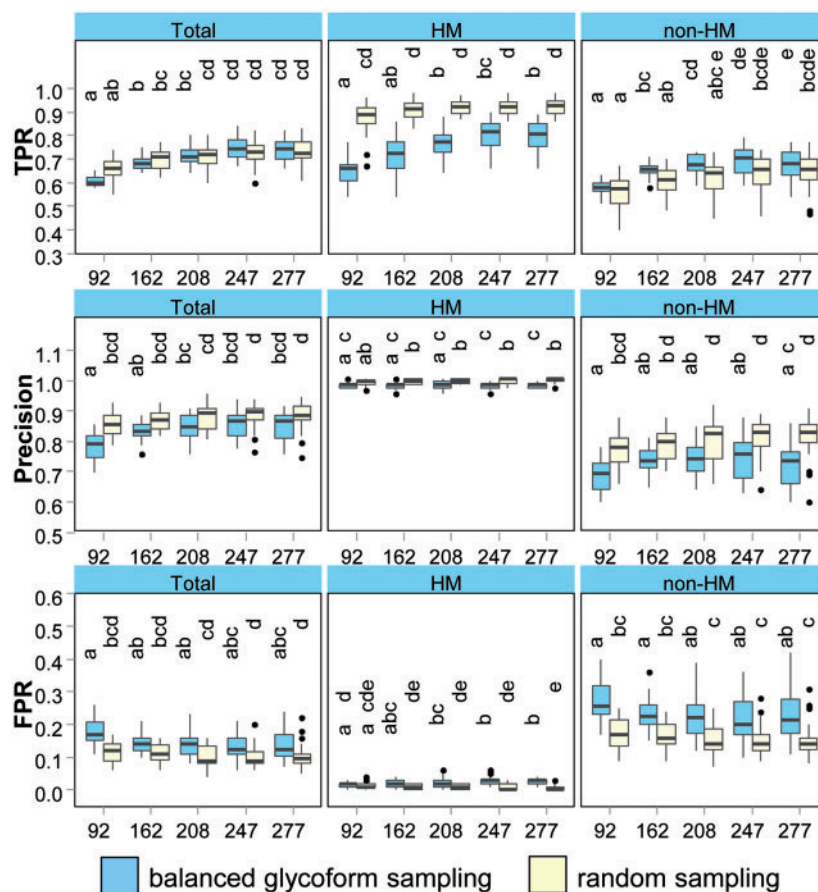 Total HM non-HM
a ab b bc bc cd cd cd cd cd
a cd ab d b d bc d b d
a a bc ab cd abc e de bcde e bcde
TPR
1.0
0.9
0.8
0.7
0.6
0.5
0.4
0.3
92 162 208 247 277 92 162 208 247 277 92 162 208 247 277
Total HM non-HM
a bcd ab bcd bc cd bcd d bcd d
a c ab a c b a c b c b c b
a bcd ab b d ab d ab d a c d
Precision
1.1
1.0
0.9
0.8
0.7
0.6
0.5
92 162 208 247 277 92 162 208 247 277 92 162 208 247 277
Total HM non-HM
a bcd ab bcd ab cd abc d abc d
a d a cde abc de bc de b de b e
a bc a bc ab c ab c ab c
FPR
0.6
0.5
0.4
0.3
0.2
0.1
0.0
92 162 208 247 277 92 162 208 247 277 92 162 208 247 277
balanced glycoform sampling random sampling